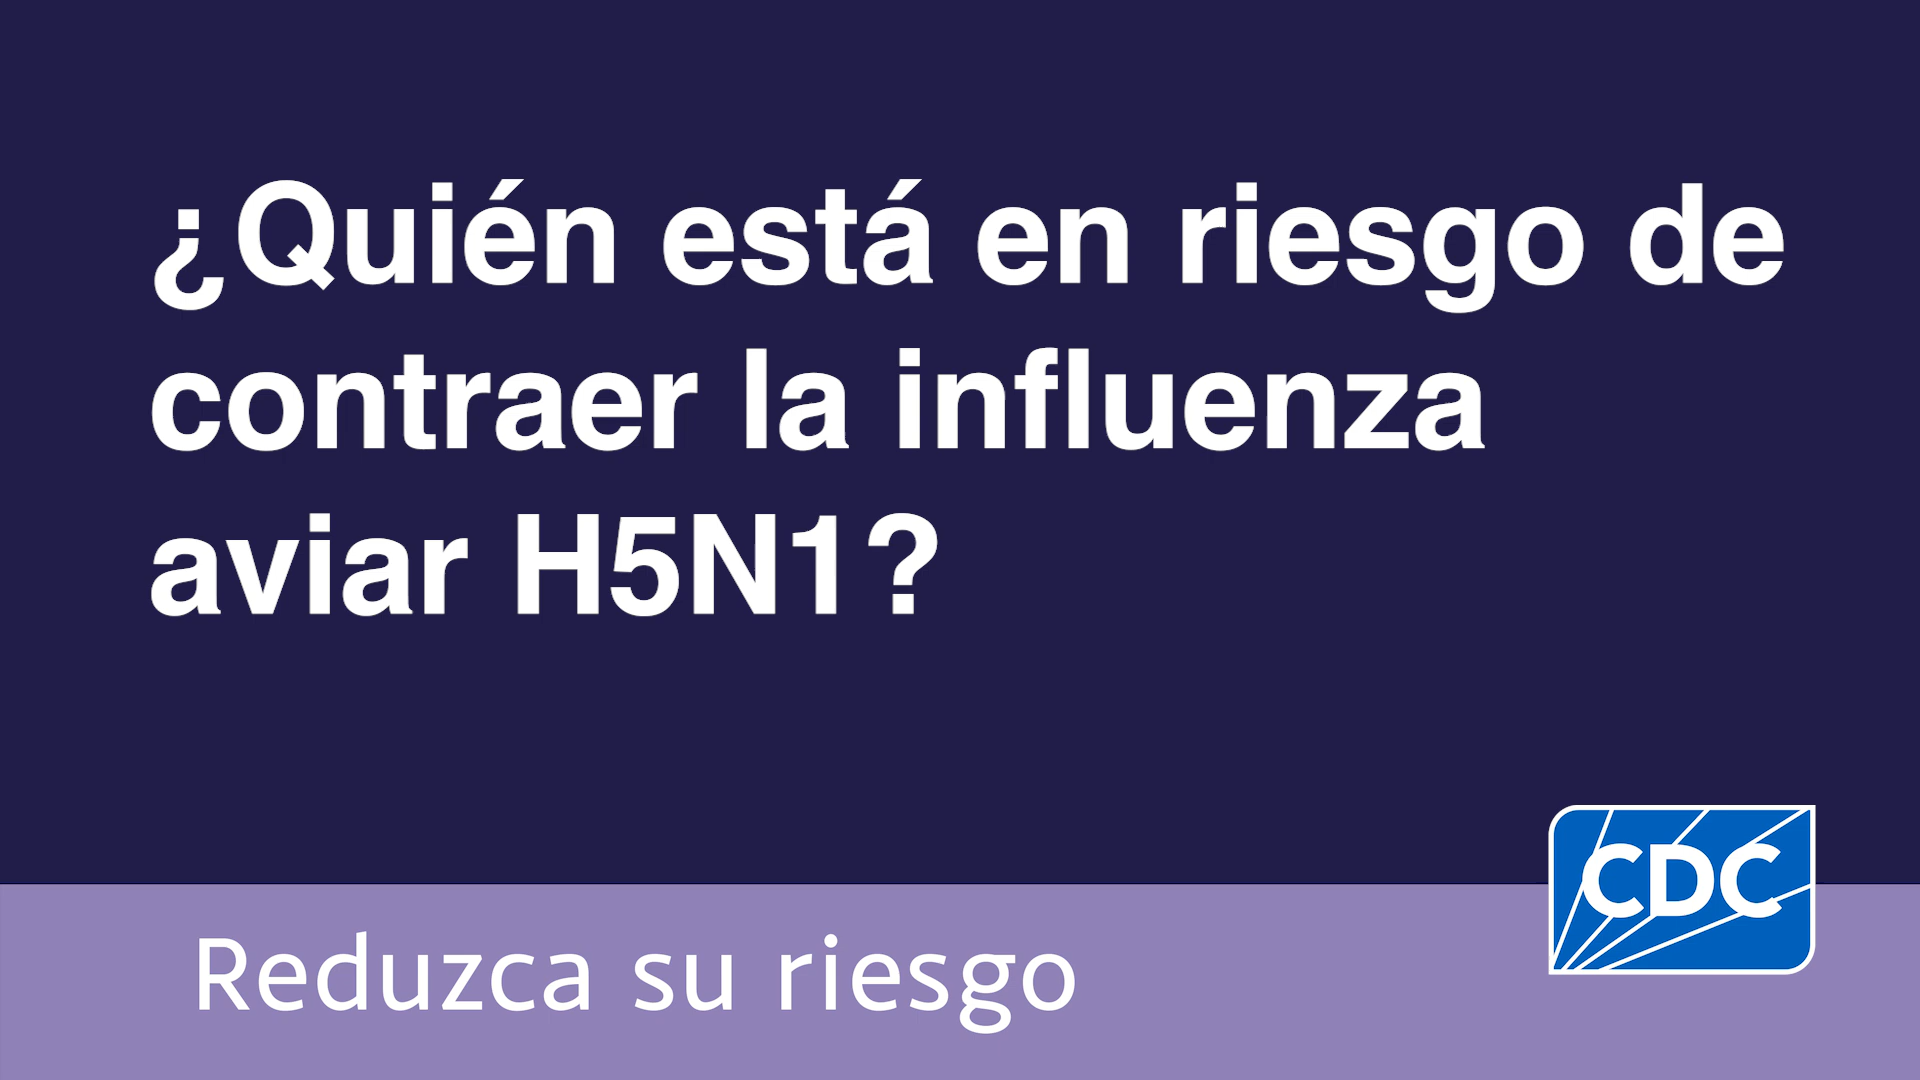 ¿Quién está en riesgo de
contraer la influenza
aviar H5N1?
CDC
Reduzca su riesgo